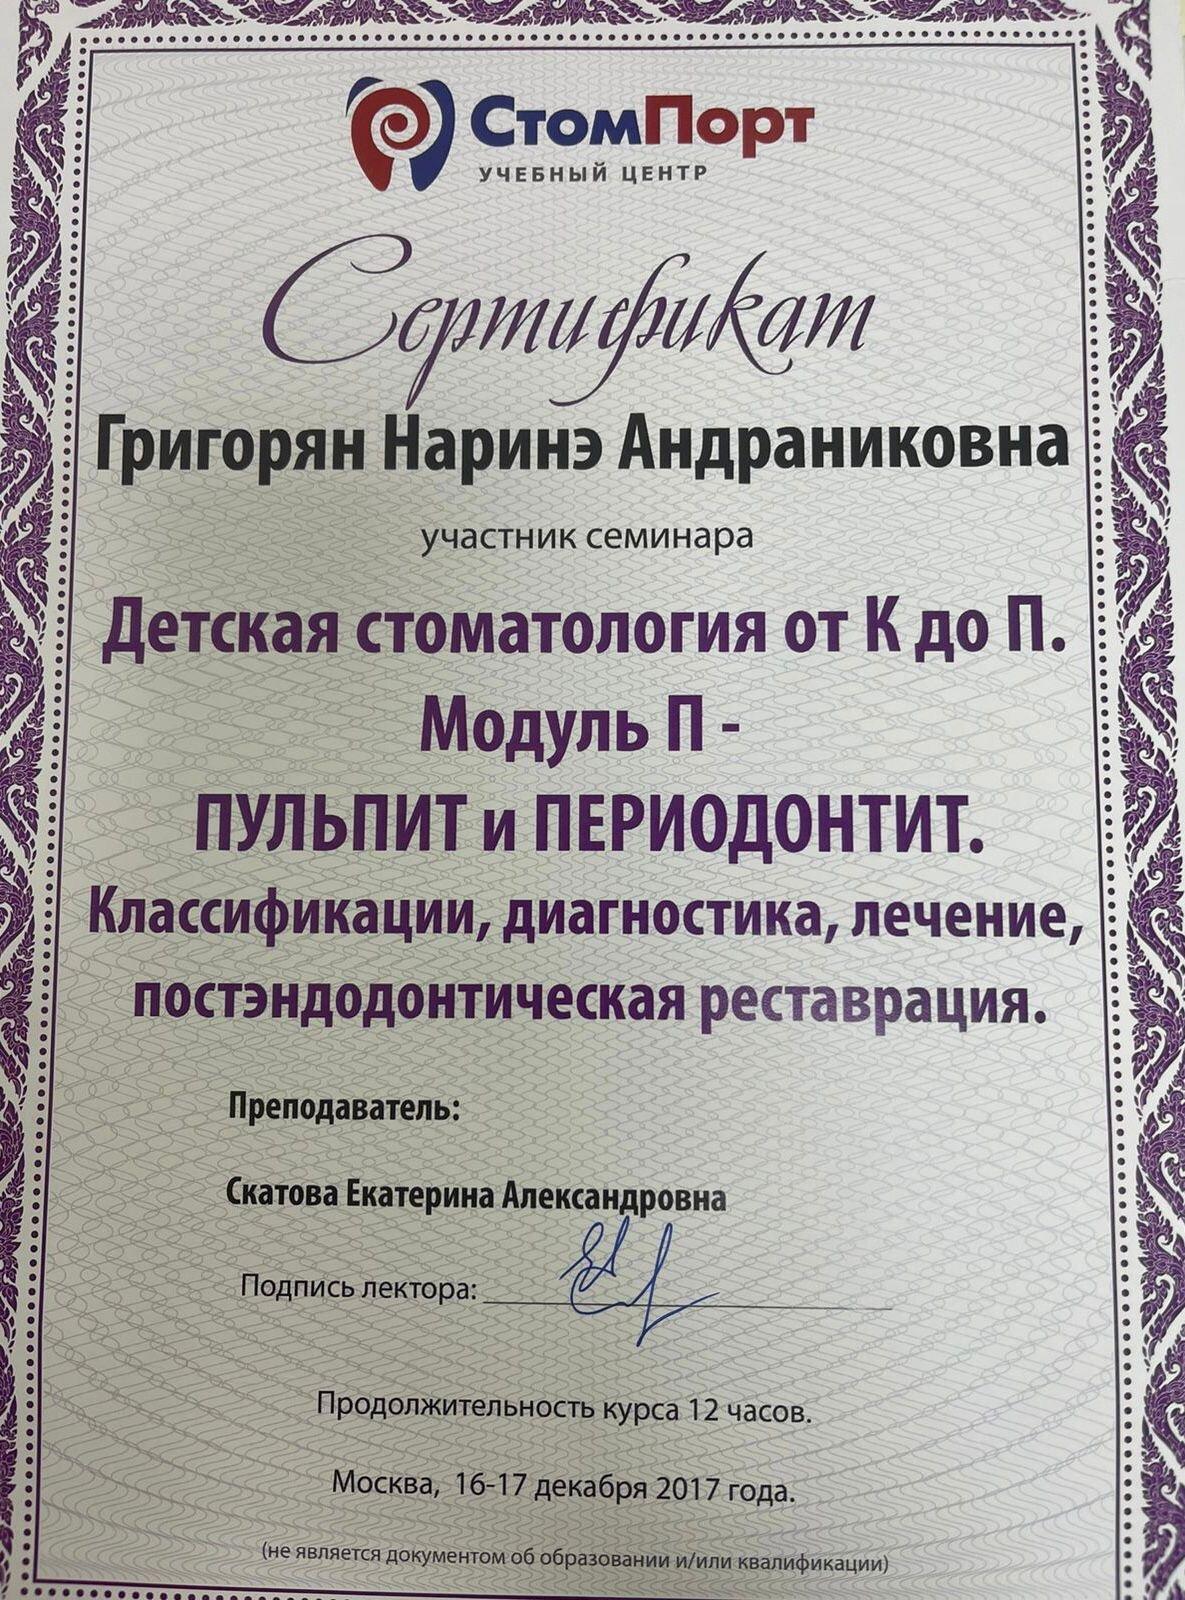 СтомПорт
УЧЕБНЫЙ ЦЕНТР
Сертификат
Григорян Наринэ Андраниковна
участник семинара
Детская стоматология от К до П.
Модуль П -
ПУЛЬПИТ и ПЕРИОДОНТИТ.
Классификации, диагностика, лечение,
постэндодонтическая реставрация.
Преподаватель:
Скатова Екатерина Александровна
Подпись лектора:
Продолжительность курса 12 часов.
Москва, 16-17 декабря 2017 года.
(не является документом об образовании и/или квалификации)